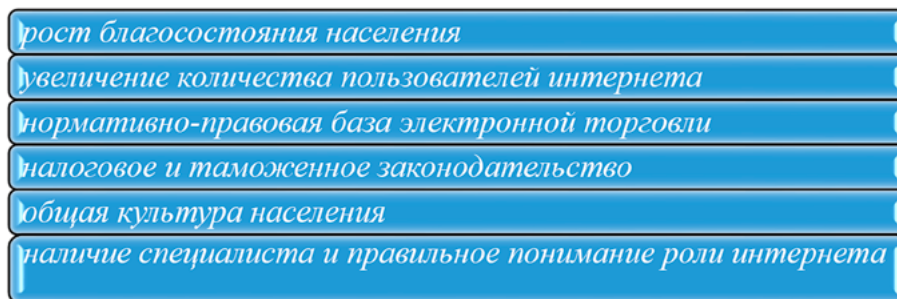 рост благосостояния населения
увеличение количества пользователей интернета
нормативно-правовая база электронной торговли
налоговое и таможенное законодательство
общая культура населения
наличие специалиста и правильное понимание роли интернета